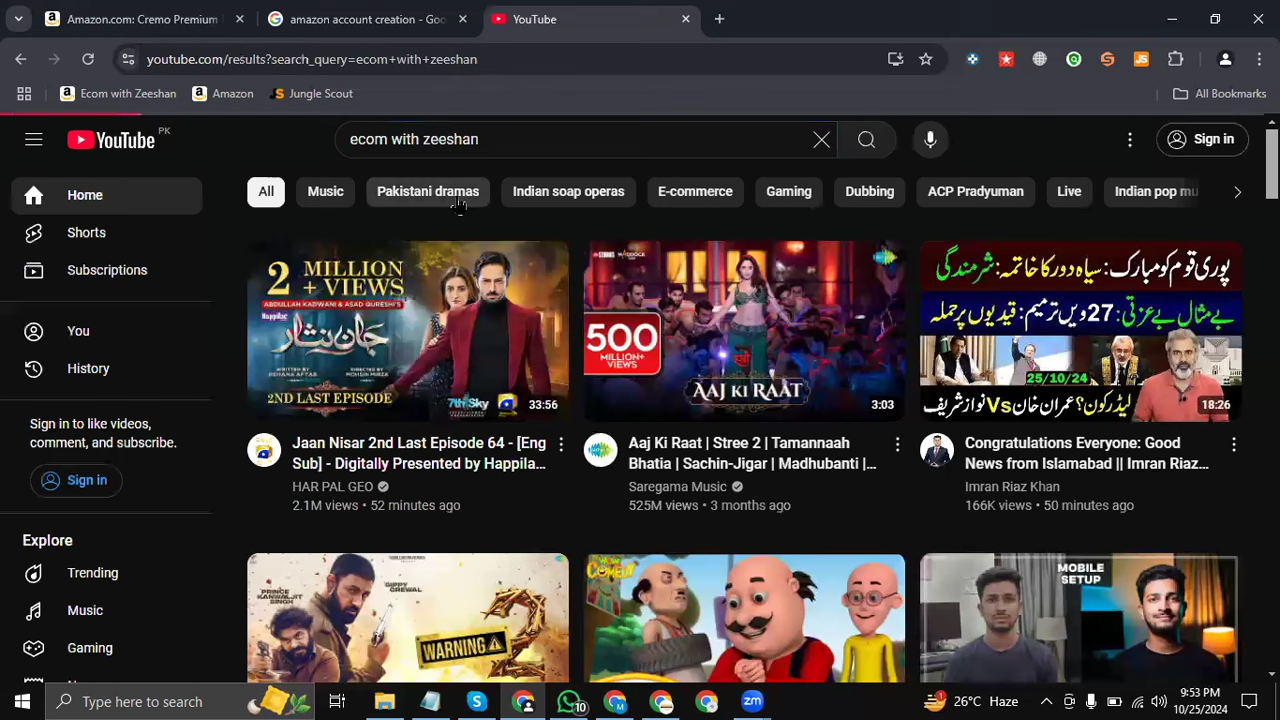 Amazon.com: Cremo Premium
amazon account creation - Goo
YouTube
youtube.com/results?search_query=ecom+with+zeeshan
Ecom with Zeeshan
Amazon
Jungle Scout
All Bookmarks
YouTube PK
ecom with zeeshan
Sign in
All
Music
Pakistani dramas
Indian soap operas
E-commerce
Gaming
Dubbing
ACP Pradyuman
Live
Indian pop mu
Home
Shorts
Subscriptions
You
History
Sign in to like videos,
comment, and subscribe.
Sign in
Explore
Trending
Music
Gaming
2 MILLION
+ VIEWS
ABDULLAH KADWANI & ASAD QURESHI'S
Happilac
جان نثار
WRITTEN BY
REHANA AFTAB
DIRECTED BY
MOHSIN MIRZA
2ND LAST EPISODE
7th Sky
33:56
Jaan Nisar 2nd Last Episode 64 - [Eng
Sub] - Digitally Presented by Happila...
HAR PAL GEO
2.1M views • 52 minutes ago
500
MILLION+
VIEWS
AAJ KI RAAT
3:03
Aaj Ki Raat | Stree 2 | Tamannaah
Bhatia | Sachin-Jigar | Madhubanti |...
Saregama Music
525M views • 3 months ago
پوری قوم کو مبارک: سیاہ دور کا خاتمہ: شرمندگی
بے مثال بے عزتی: 27ویں ترمیم: قیدیوں پر حملہ
25/10/24
لیڈر کون؟ عمران خان Vs نواز شریف
18:26
Congratulations Everyone: Good
News from Islamabad || Imran Riaz...
Imran Riaz Khan
166K views • 50 minutes ago
PRINCE KANWALJIT SINGH
GIPPY GREWAL
WARNING
2
COMEDY
MOBILE
SETUP
Type here to search
10
26°C Haze
9:53 PM
10/25/2024